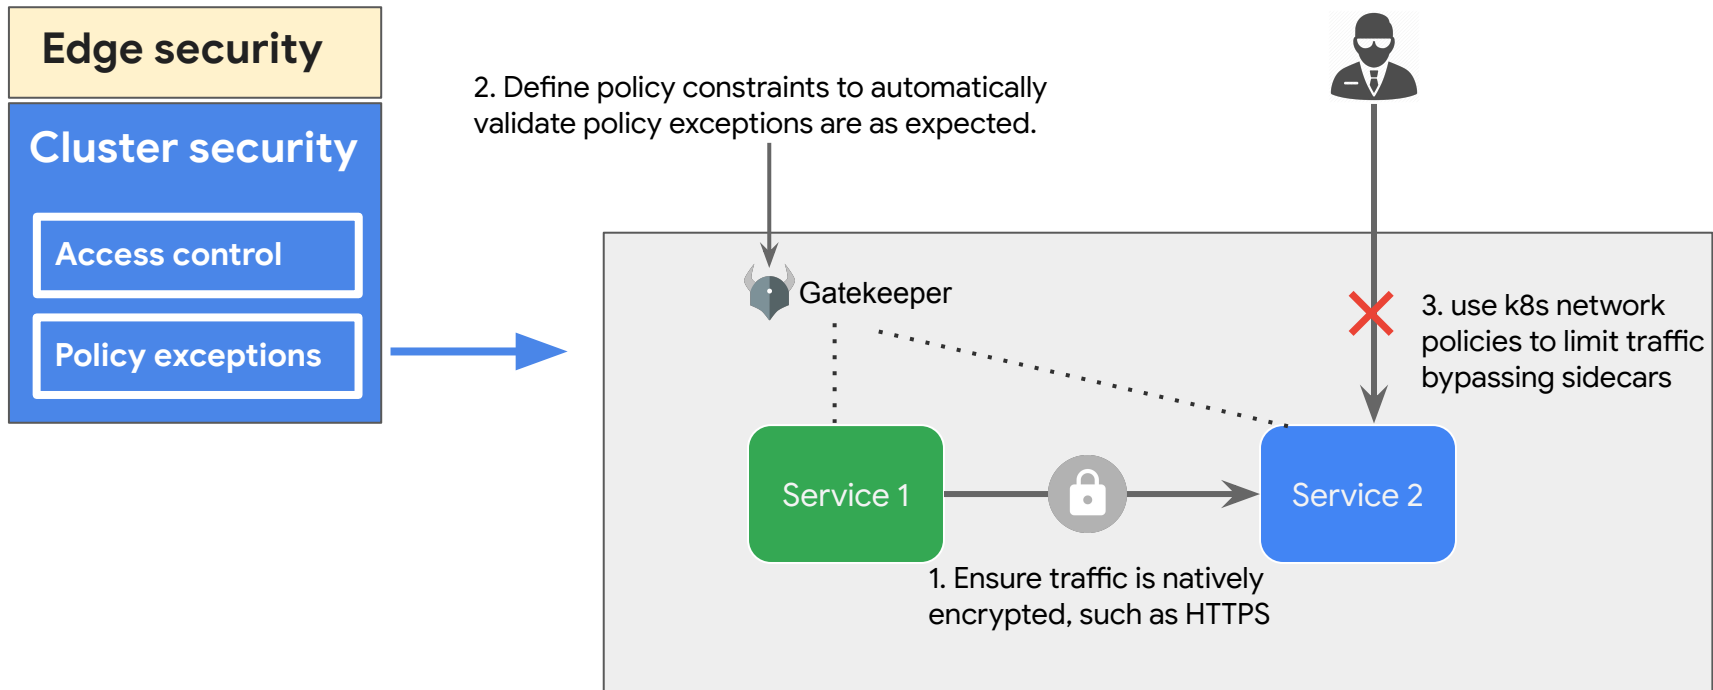 Edge security
Cluster security
Access control
Policy exceptions
2. Define policy constraints to automatically
validate policy exceptions are as expected.
Gatekeeper
3. use k8s network
policies to limit traffic
bypassing sidecars
Service 1
Service 2
1. Ensure traffic is natively
encrypted, such as HTTPS